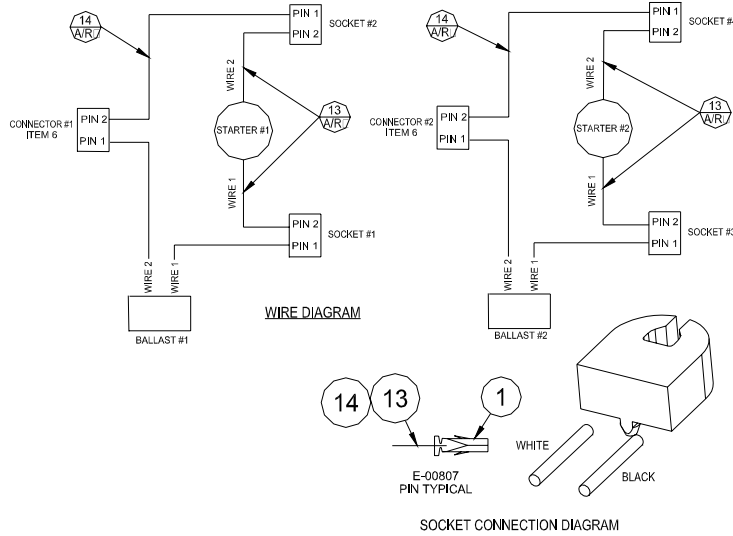 14
A/R
PIN 1
PIN 2
SOCKET #2
WIRE 2
CONNECTOR #1
ITEM 6
PIN 2
PIN 1
STARTER #1
13
A/R
WIRE 1
PIN 2
PIN 1
SOCKET #1
WIRE 2
WIRE 1
BALLAST #1
WIRE DIAGRAM
14
A/R
PIN 1
PIN 2
SOCKET #4
WIRE 2
CONNECTOR #2
ITEM 6
PIN 2
PIN 1
STARTER #2
13
A/R
WIRE 1
PIN 2
PIN 1
SOCKET #3
WIRE 2
WIRE 1
BALLAST #2
14
13
1
E-00807
PIN TYPICAL
WHITE
BLACK
SOCKET CONNECTION DIAGRAM